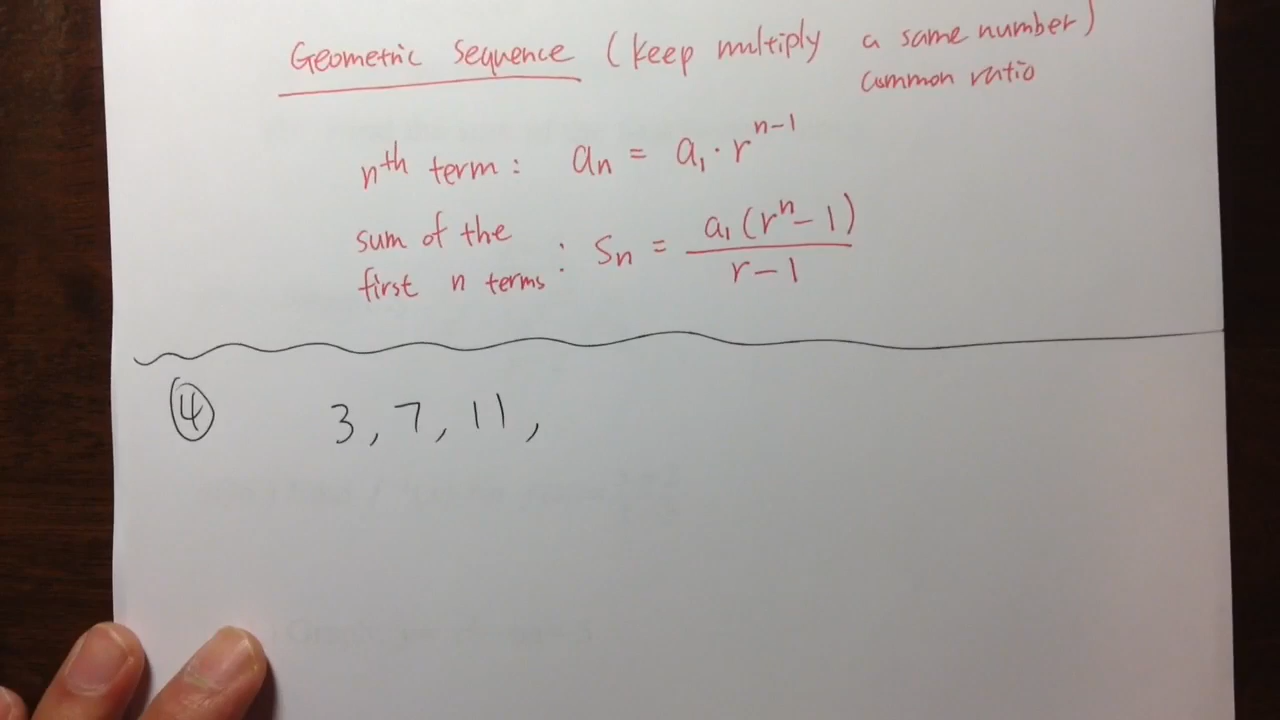 Geometric Sequence (keep multiply a same number)
common ratio
nth term : an = a1 · r^n-1
sum of the first n terms : Sn = a1(r^n - 1) / r - 1
④ 3, 7, 11,